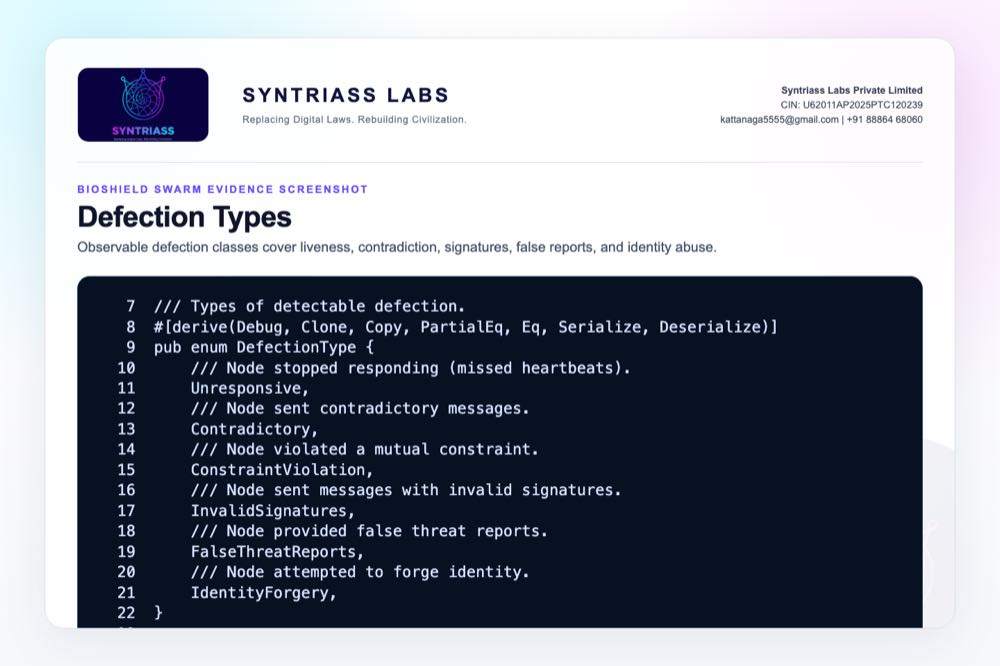 SYNTRIASS
SYNTRIASS LABS
Replacing Digital Laws. Rebuilding Civilization.
Syntriass Labs Private Limited
CIN: U62011AP2025PTC120239
kattanaga5555@gmail.com | +91 88864 68060
BIOSHIELD SWARM EVIDENCE SCREENSHOT
Defection Types
Observable defection classes cover liveness, contradiction, signatures, false reports, and identity abuse.
7 /// Types of detectable defection.
8 #[derive(Debug, Clone, Copy, PartialEq, Eq, Serialize, Deserialize)]
9 pub enum DefectionType {
10     /// Node stopped responding (missed heartbeats).
11     Unresponsive,
12     /// Node sent contradictory messages.
13     Contradictory,
14     /// Node violated a mutual constraint.
15     ConstraintViolation,
16     /// Node sent messages with invalid signatures.
17     InvalidSignatures,
18     /// Node provided false threat reports.
19     FalseThreatReports,
20     /// Node attempted to forge identity.
21     IdentityForgery,
22 }